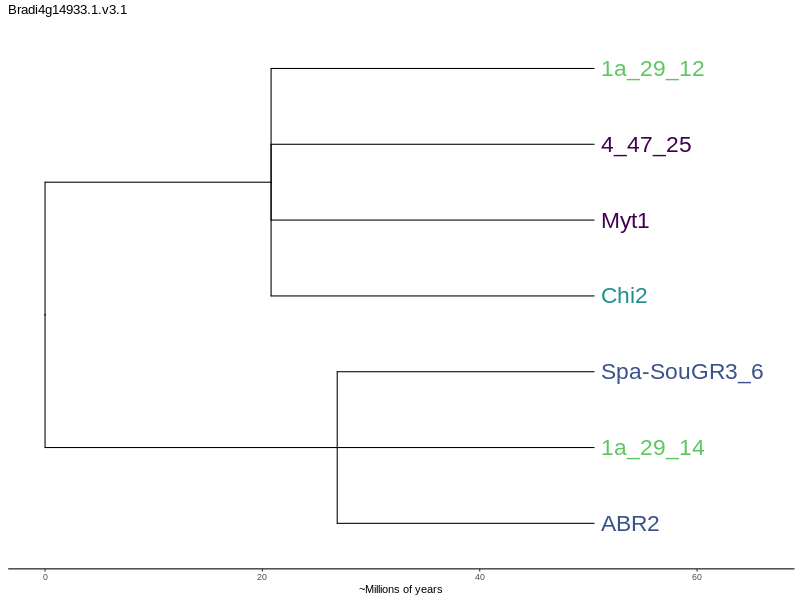 Bradi4g14933.1.v3.1
1a_29_12
4_47_25
Myt1
Chi2
Spa-SouGR3_6
1a_29_14
ABR2
0 20 40 60
~Millions of years